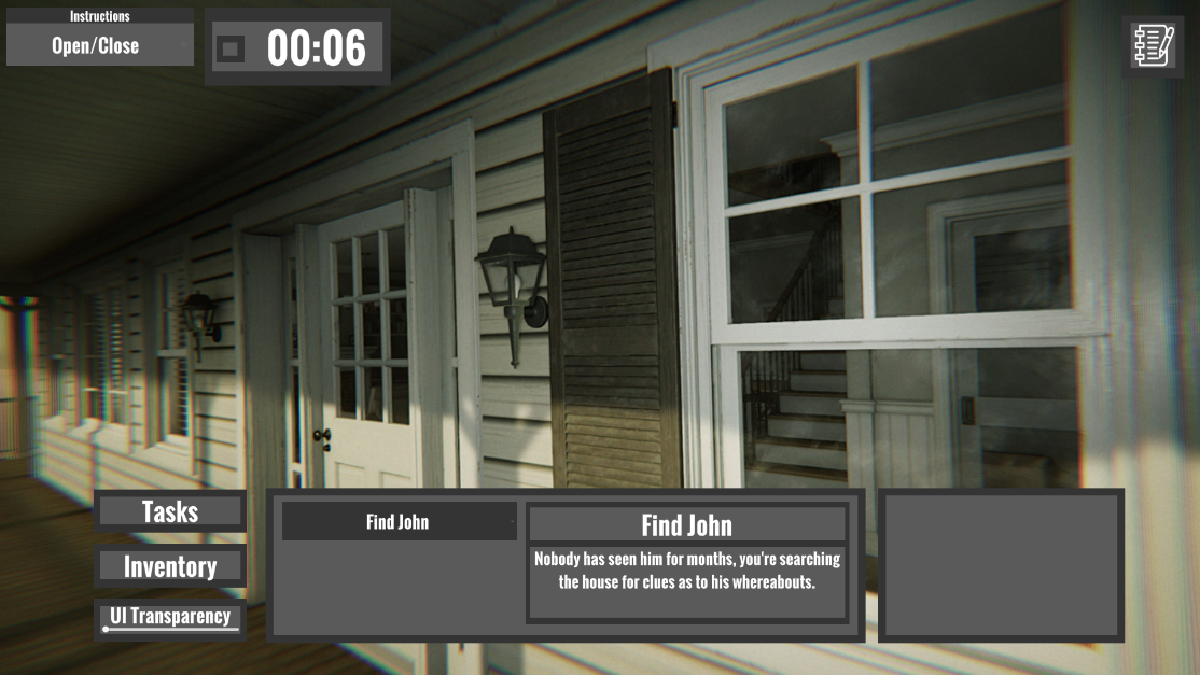 Instructions
Open/Close
00:06
Tasks
Inventory
UI Transparency
Find John
Find John
Nobody has seen him for months, you're searching
the house for clues as to his whereabouts.